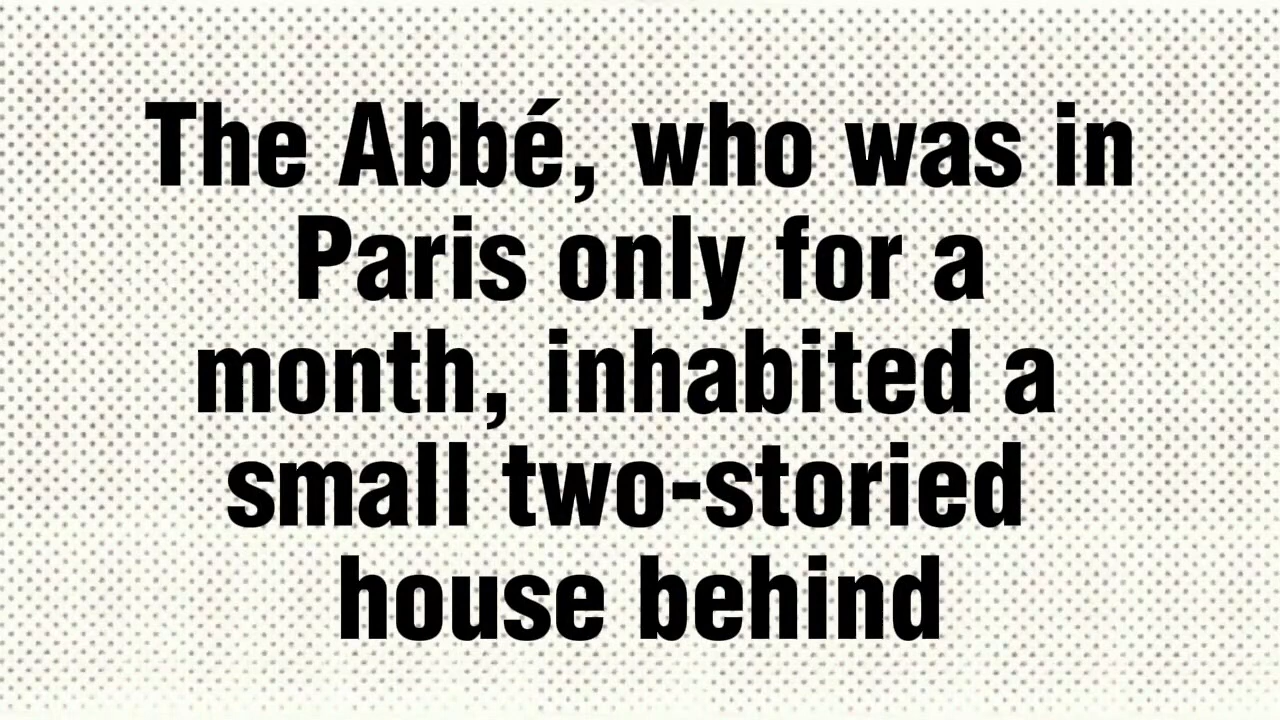 The Abbé, who was in
Paris only for a
month, inhabited a
small two-storied
house behind